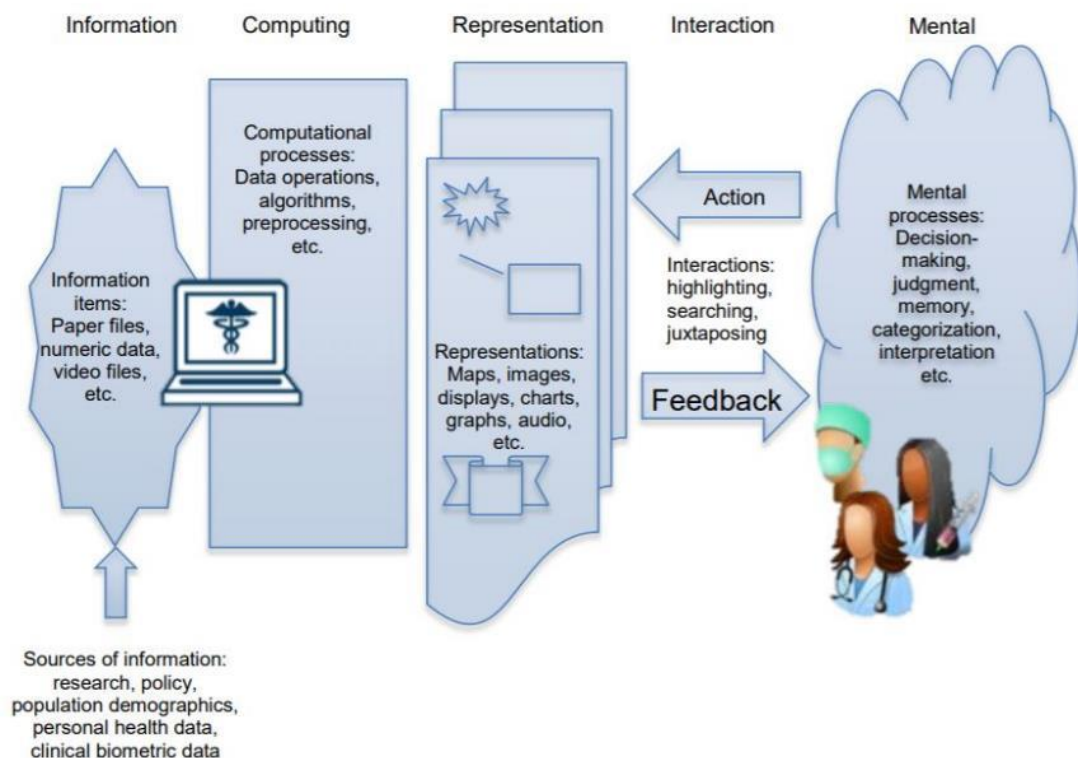 Information
Computing
Representation
Interaction
Mental
Information
items:
Paper files,
numeric data,
video files,
etc.
Computational
processes:
Data operations,
algorithms,
preprocessing,
etc.
Representations:
Maps, images,
displays, charts,
graphs, audio,
etc.
Action
Interactions:
highlighting,
searching,
juxtaposing
Feedback
Mental
processes:
Decision-
making,
judgment,
memory,
categorization,
interpretation
etc.
Sources of information:
research, policy,
population demographics,
personal health data,
clinical biometric data